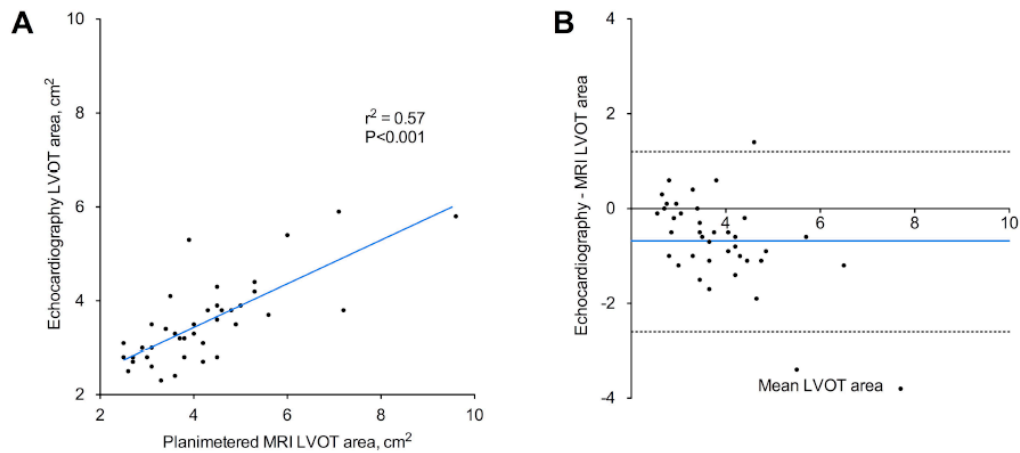 A
Echocardiography LVOT area, cm²
10
8
6
4
2
r² = 0.57
P<0.001
2
4
6
8
10
Planimetered MRI LVOT area, cm²
B
Echocardiography - MRI LVOT area
4
2
0
-2
-4
4
6
8
10
Mean LVOT area